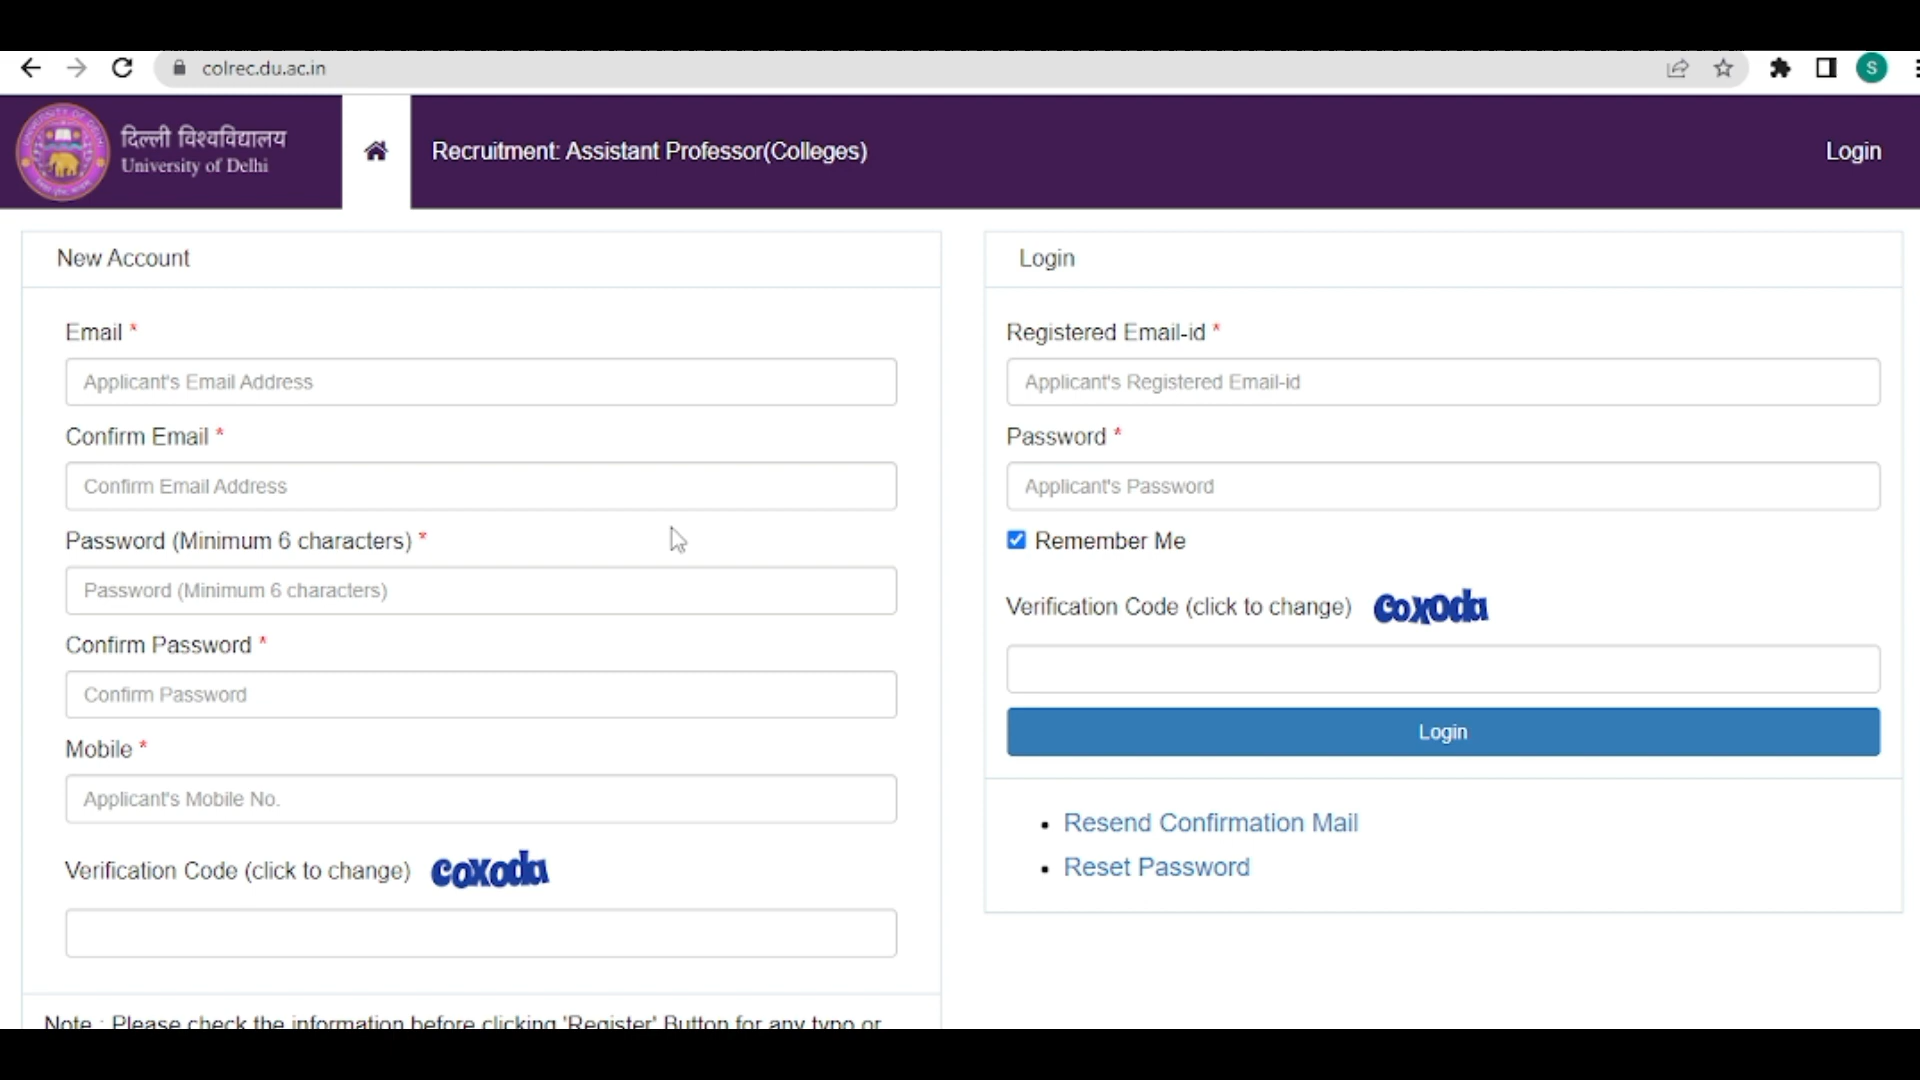 colrec.du.ac.in
S
दिल्ली विश्वविद्यालय
University of Delhi
Recruitment: Assistant Professor(Colleges)
Login
New Account
Email *
Applicant's Email Address
Confirm Email *
Confirm Email Address
Password (Minimum 6 characters) *
Password (Minimum 6 characters)
Confirm Password *
Confirm Password
Mobile *
Applicant's Mobile No.
Verification Code (click to change) coxoda
Note : Please check the information before clicking 'Register' Button for any typo or
Login
Registered Email-id *
Applicant's Registered Email-id
Password *
Applicant's Password
Remember Me
Verification Code (click to change) coxoda
Login
Resend Confirmation Mail
Reset Password